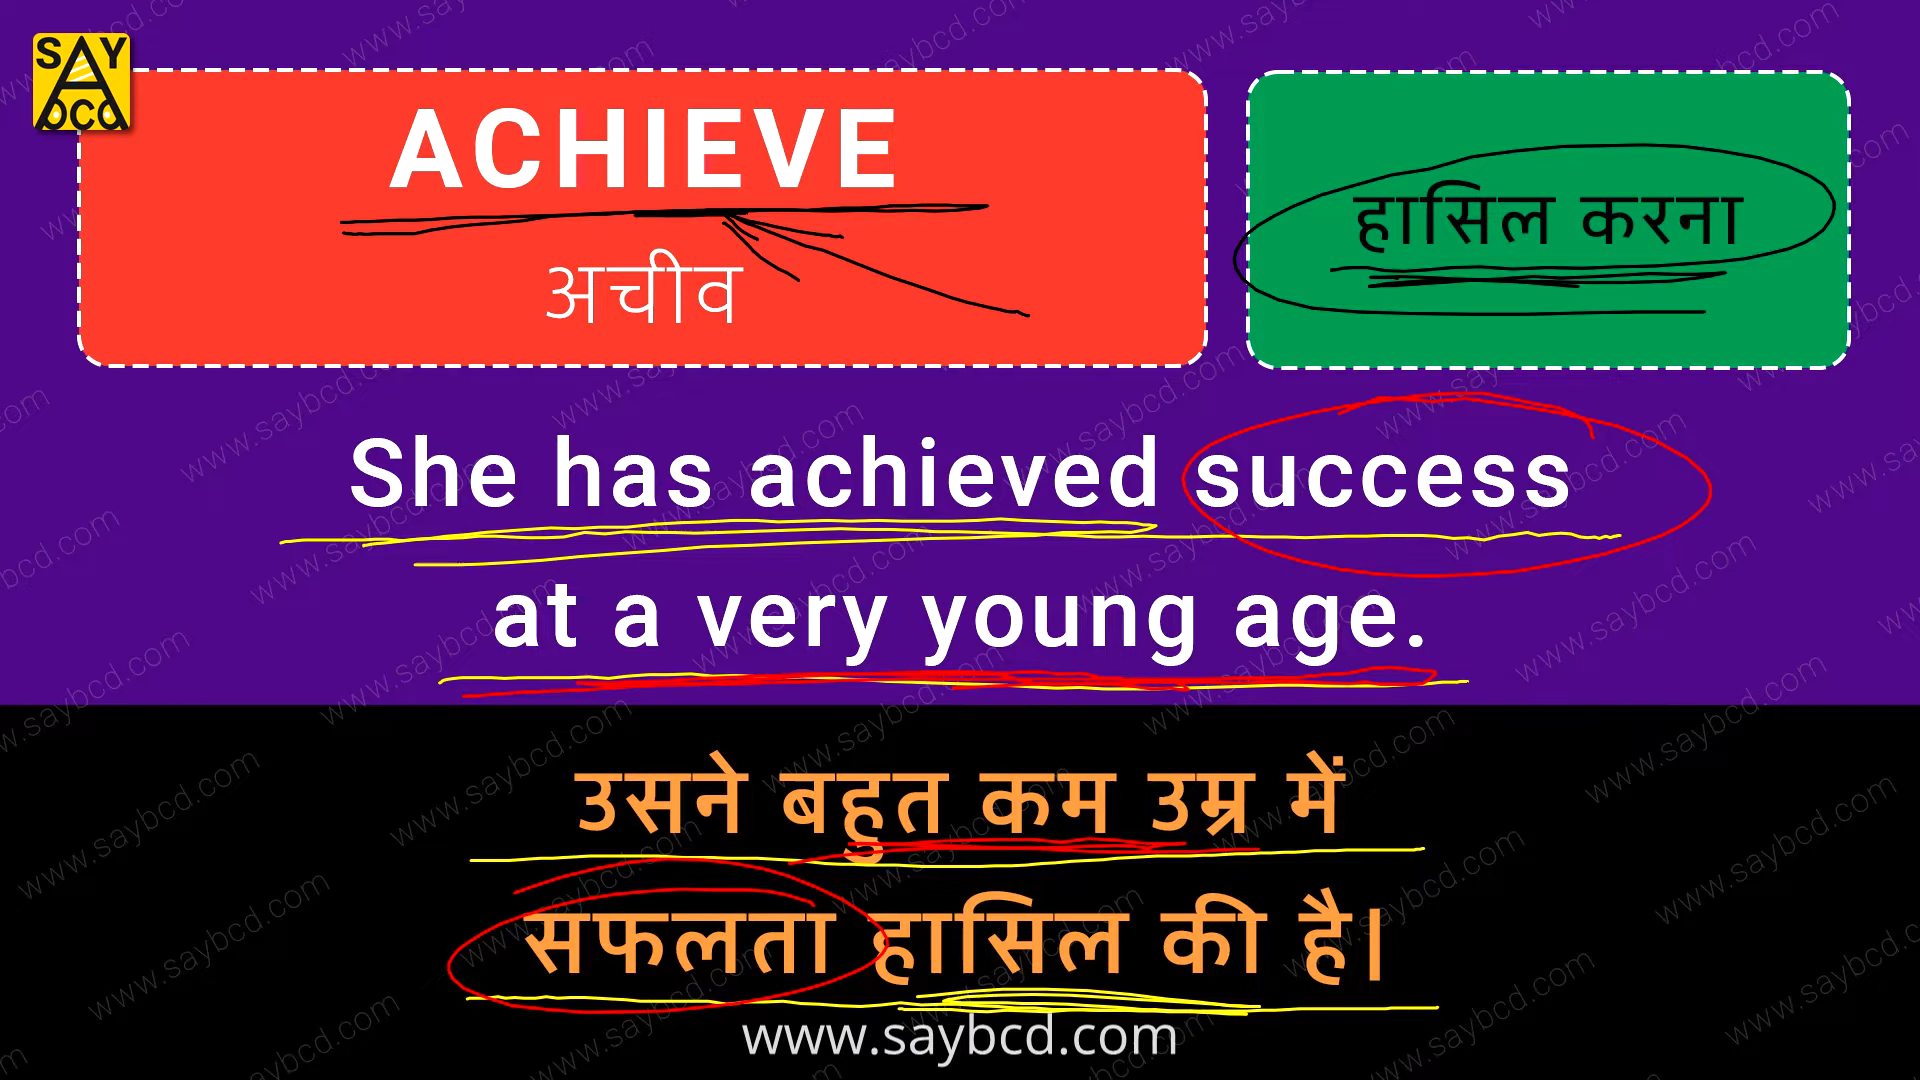 SAY
bcd
ACHIEVE
अचीव
हासिल करना
She has achieved success
at a very young age.
उसने बहुत कम उम्र में
सफलता हासिल की है।
www.saybcd.com